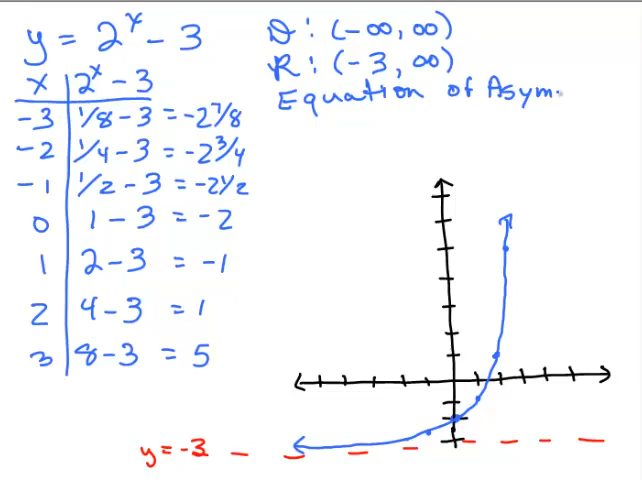 y = 2^x - 3
D: (-∞, ∞)
R: (-3, ∞)
Equation of Asym-
x | 2^x - 3
-3 | 1/8 - 3 = -2 7/8
-2 | 1/4 - 3 = -2 3/4
-1 | 1/2 - 3 = -2 1/2
0 | 1 - 3 = -2
1 | 2 - 3 = -1
2 | 4 - 3 = 1
3 | 8 - 3 = 5
y = -3